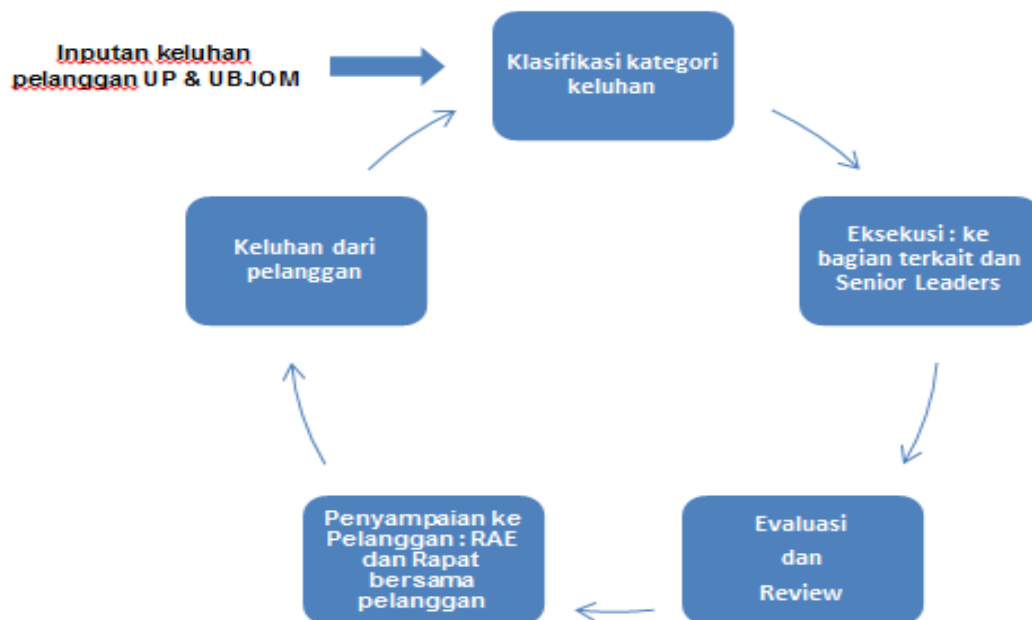 Inputan keluhan
pelanggan UP & UBJOM
Klasifikasi kategori
keluhan
Eksekusi : ke
bagian terkait dan
Senior Leaders
Evaluasi
dan
Review
Penyampaian ke
Pelanggan : RAE
dan Rapat
bersama
pelanggan
Keluhan dari
pelanggan